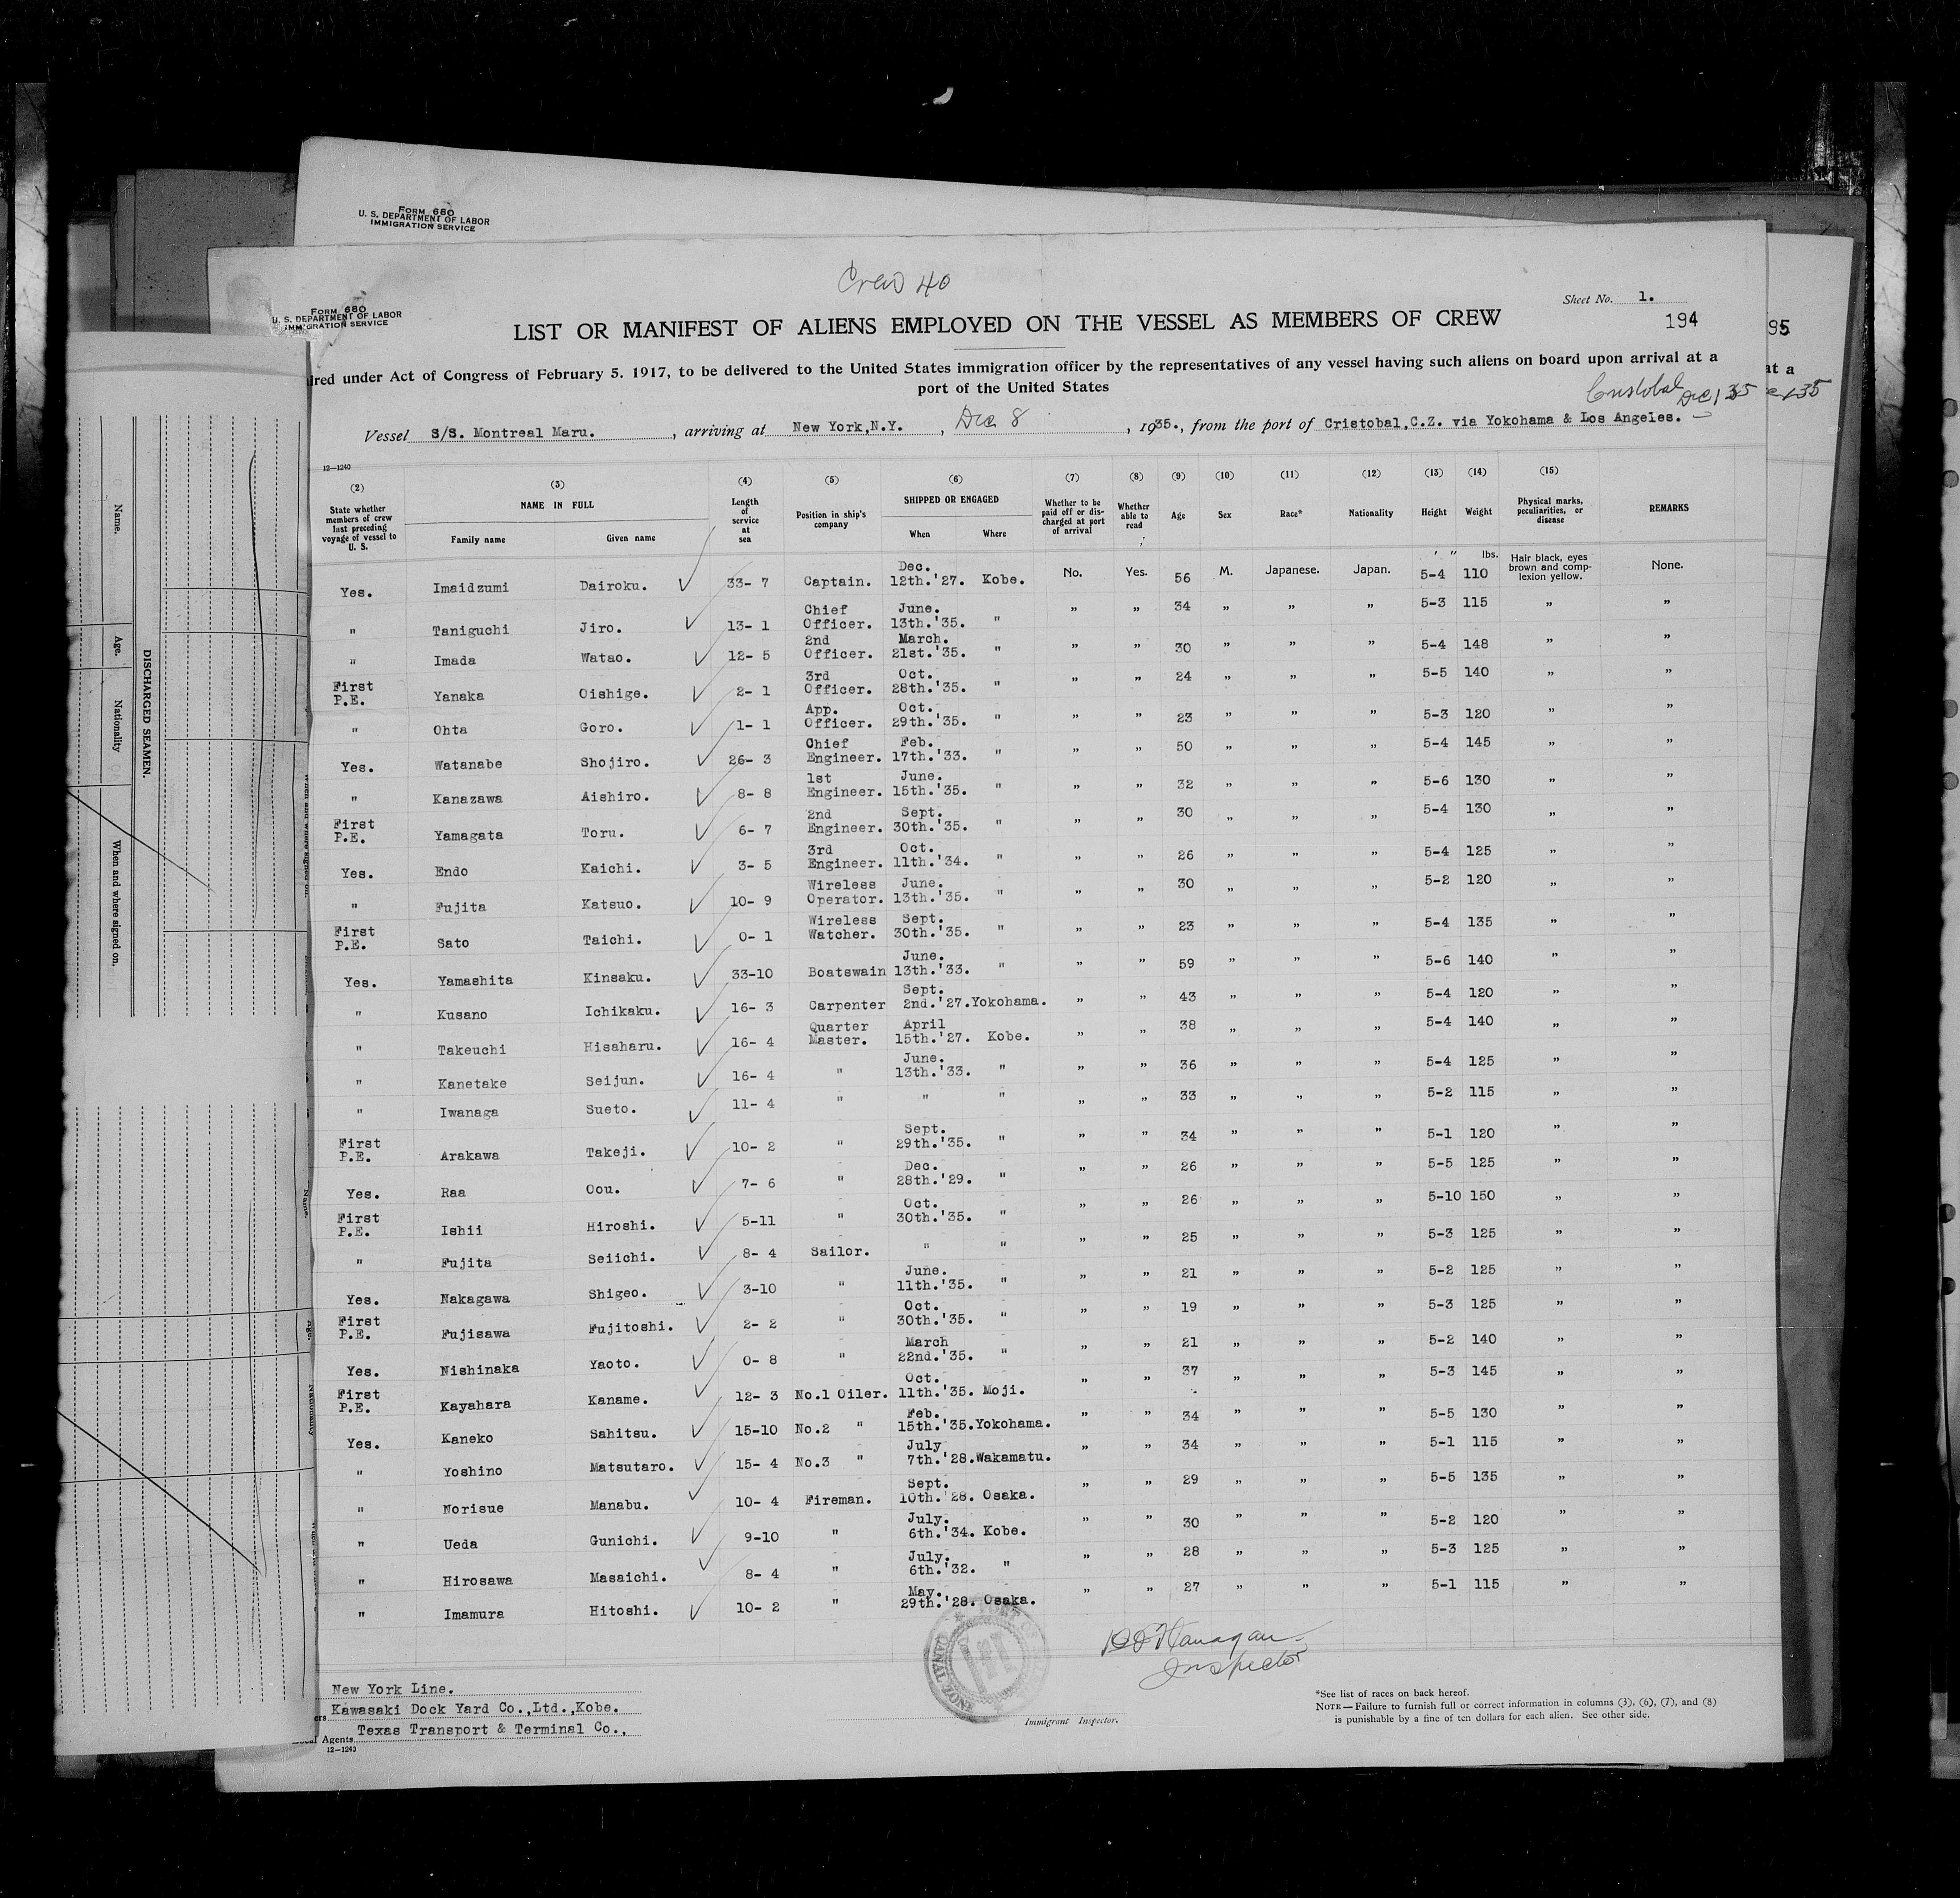 FORM 680
U. S. DEPARTMENT OF LABOR
IMMIGRATION SERVICE
Crew 40
FORM 680
U. S. DEPARTMENT OF LABOR
IMMIGRATION SERVICE
Sheet No. 1.
LIST OR MANIFEST OF ALIENS EMPLOYED ON THE VESSEL AS MEMBERS OF CREW
194
95
ired under Act of Congress of February 5. 1917, to be delivered to the United States immigration officer by the representatives of any vessel having such aliens on board upon arrival at a
at a
port of the United States
Cristobal Dec 1 35
Vessel S/S. Montreal Maru. , arriving at New York,N.Y. , Dec 8 , 1935., from the port of Cristobal,C.Z. via Yokohama & Los Angeles.
12—1240
(2) (3) (4) (5) (6) (7) (8) (9) (10) (11) (12) (13) (14) (15)
State whether members of crew last preceding voyage of vessel to U. S.
NAME IN FULL
Family name Given name
Length of service at sea
Position in ship's company
SHIPPED OR ENGAGED
When Where
Whether to be paid off or discharged at port of arrival
Whether able to read
Age Sex Race* Nationality Height Weight
Physical marks, peculiarities, or disease
REMARKS
Yes. Imaidzumi Dairoku. 33- 7 Captain. Dec. 12th.'27. Kobe. No. Yes. 56 M. Japanese. Japan. ' " 5-4 lbs. 110 Hair black, eyes brown and complexion yellow. None.
" Taniguchi Jiro. 13- 1 Chief Officer. June. 13th.'35. " " " 34 " " " 5-3 115 " "
" Imada Watao. 12- 5 2nd Officer. March. 21st.'35. " " " 30 " " " 5-4 148 " "
First P.E. Yanaka Oishige. 2- 1 3rd Officer. Oct. 28th.'35. " " " 24 " " " 5-5 140 " "
" Ohta Goro. 1- 1 App. Officer. Oct. 29th.'35. " " " 23 " " " 5-3 120 " "
Yes. Watanabe Shojiro. 26- 3 Chief Engineer. Feb. 17th.'33. " " " 50 " " " 5-4 145 " "
" Kanazawa Aishiro. 8- 8 1st Engineer. June. 15th.'35. " " " 32 " " " 5-6 130 " "
First P.E. Yamagata Toru. 6- 7 2nd Engineer. Sept. 30th.'35. " " " 30 " " " 5-4 130 " "
Yes. Endo Kaichi. 3- 5 3rd Engineer. Oct. 11th.'34. " " " 26 " " " 5-4 125 " "
" Fujita Katsuo. 10- 9 Wireless Operator. June. 13th.'35. " " " 30 " " " 5-2 120 " "
First P.E. Sato Taichi. 0- 1 Wireless Watcher. Sept. 30th.'35. " " " 23 " " " 5-4 135 " "
Yes. Yamashita Kinsaku. 33-10 Boatswain June. 13th.'33. " " " 59 " " " 5-6 140 " "
" Kusano Ichikaku. 16- 3 Carpenter Sept. 2nd.'27. Yokohama. " " 43 " " " 5-4 120 " "
" Takeuchi Hisaharu. 16- 4 Quarter Master. April 15th.'27. Kobe. " " 38 " " " 5-4 140 " "
" Kanetake Seijun. 16- 4 " June. 13th.'33. " " " 36 " " " 5-4 125 " "
" Iwanaga Sueto. 11- 4 " " " " " 33 " " " 5-2 115 " "
First P.E. Arakawa Takeji. 10- 2 " Sept. 29th.'35. " " " 34 " " " 5-1 120 " "
Yes. Raa Oou. 7- 6 " Dec. 28th.'29. " " " 26 " " " 5-5 125 " "
First P.E. Ishii Hiroshi. 5-11 " Oct. 30th.'35. " " " 26 " " " 5-10 150 " "
" Fujita Seiichi. 8- 4 Sailor. " " " " 25 " " " 5-3 125 " "
Yes. Nakagawa Shigeo. 3-10 " June. 11th.'35. " " " 21 " " " 5-2 125 " "
First P.E. Fujisawa Fujitoshi. 2- 2 " Oct. 30th.'35. " " " 19 " " " 5-3 125 " "
Yes. Nishinaka Yaoto. 0- 8 " March 22nd.'35. " " " 21 " " " 5-2 140 " "
First P.E. Kayahara Kaname. 12- 3 No.1 Oiler. Oct. 11th.'35. Moji. " " 37 " " " 5-3 145 " "
Yes. Kaneko Sahitsu. 15-10 No.2 " Feb. 15th.'35. Yokohama. " " 34 " " " 5-5 130 " "
" Yoshino Matsutaro. 15- 4 No.3 " July 7th.'28. Wakamatu. " " 34 " " " 5-1 115 " "
" Norisue Manabu. 10- 4 Fireman. Sept. 10th.'28. Osaka. " " 29 " " " 5-5 135 " "
" Ueda Gunichi. 9-10 " July. 6th.'34. Kobe. " " 30 " " " 5-2 120 " "
" Hirosawa Masaichi. 8- 4 " July. 6th.'32. " " " 28 " " " 5-3 125 " "
" Imamura Hitoshi. 10- 2 " May. 29th.'28. Osaka. " " 27 " " " 5-1 115 " "
Inspector
CANAL ZONE
New York Line.
Kawasaki Dock Yard Co.,Ltd.,Kobe.
Agents Texas Transport & Terminal Co.,
12—1240
Immigrant Inspector.
*See list of races on back hereof.
NOTE—Failure to furnish full or correct information in columns (3), (6), (7), and (8)
is punishable by a fine of ten dollars for each alien. See other side.
DISCHARGED SEAMEN.
Name.
Age.
Nationality
When and where signed on.
Name.
Age.
Nationality